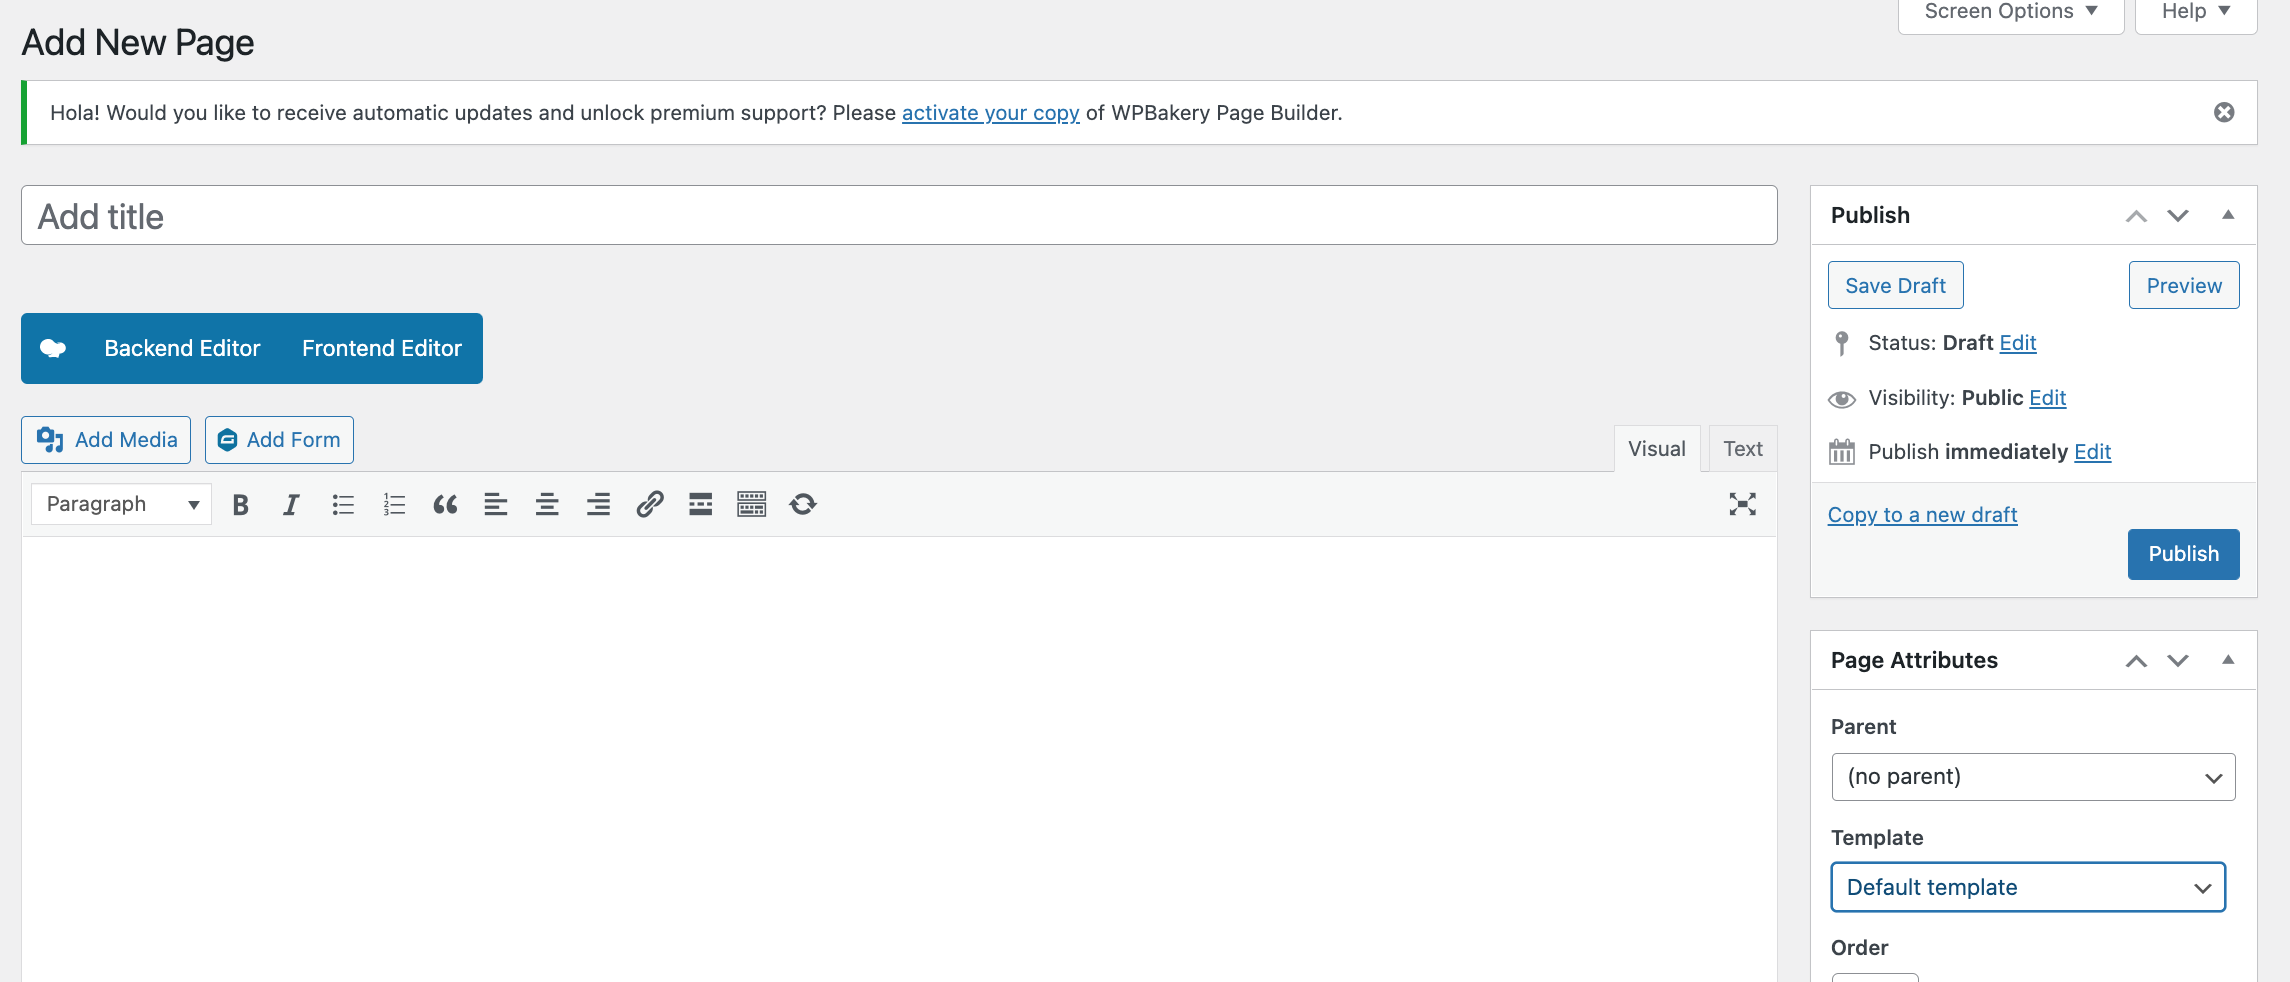 Screen Options
Help
Add New Page
Hola! Would you like to receive automatic updates and unlock premium support? Please activate your copy of WPBakery Page Builder.
Add title
Backend Editor
Frontend Editor
Add Media
Add Form
Visual
Text
Paragraph
Publish
Save Draft
Preview
Status: Draft Edit
Visibility: Public Edit
Publish immediately Edit
Copy to a new draft
Publish
Page Attributes
Parent
(no parent)
Template
Default template
Order